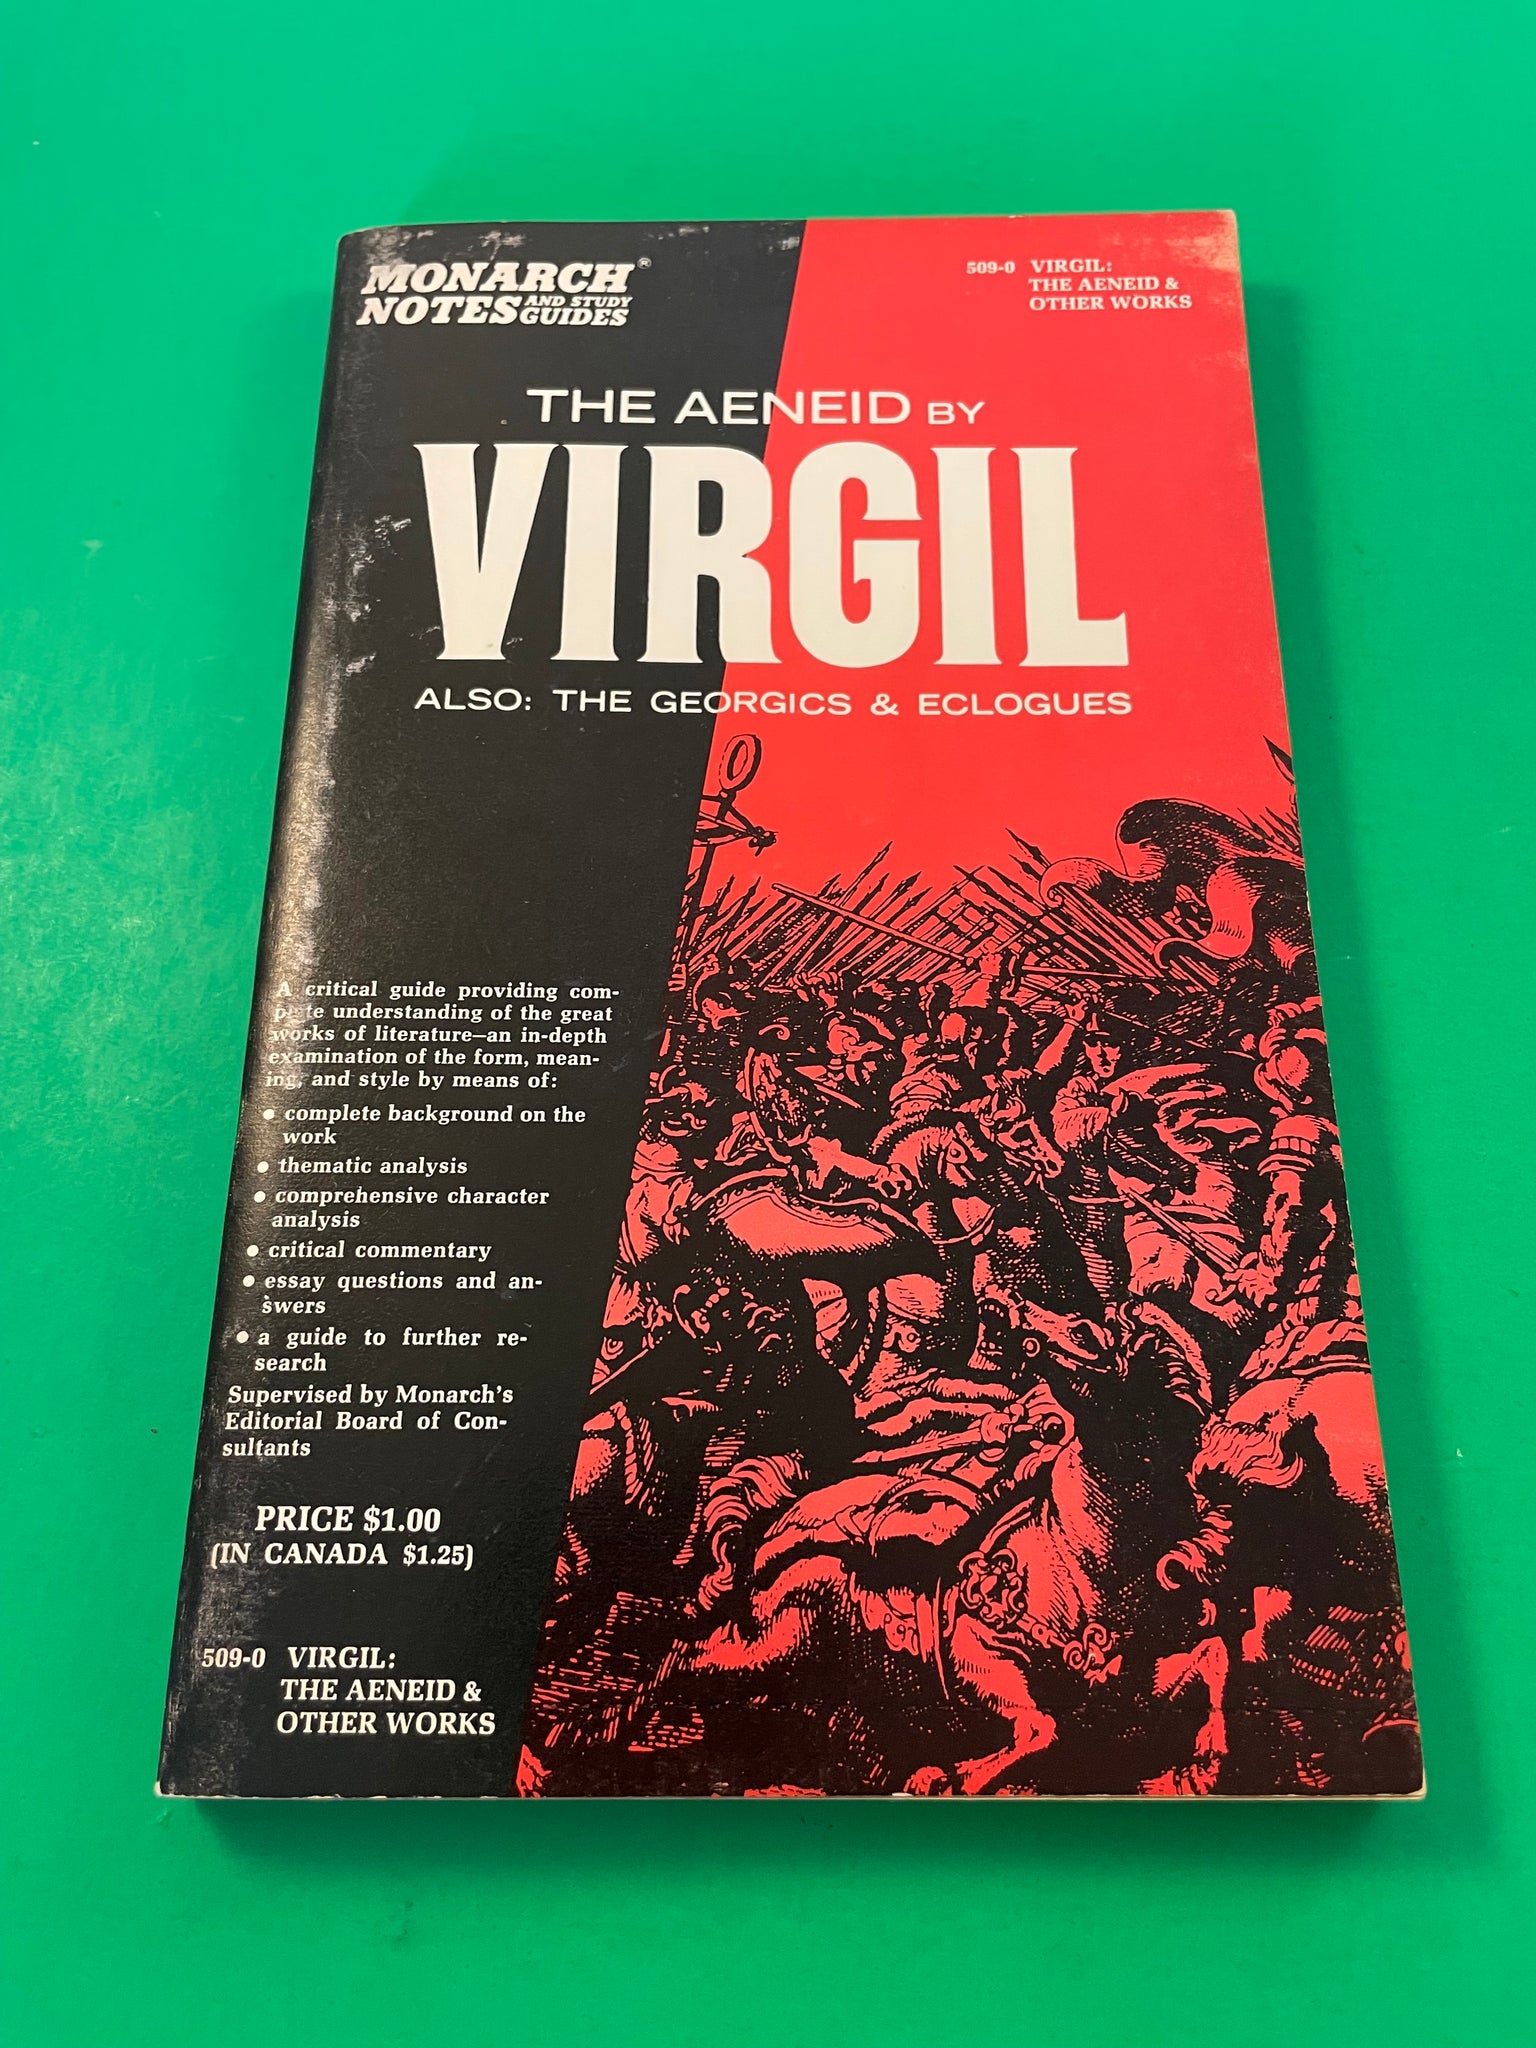 MONARCH®
NOTES AND STUDY GUIDES
509-0 VIRGIL:
THE AENEID &
OTHER WORKS
THE AENEID BY
VIRGIL
ALSO: THE GEORGICS & ECLOGUES
A critical guide providing com-
plete understanding of the great
works of literature—an in-depth
examination of the form, mean-
ing, and style by means of:
• complete background on the
work
• thematic analysis
• comprehensive character
analysis
• critical commentary
• essay questions and an-
swers
• a guide to further re-
search
Supervised by Monarch's
Editorial Board of Con-
sultants
PRICE $1.00
(IN CANADA $1.25)
509-0 VIRGIL:
THE AENEID &
OTHER WORKS